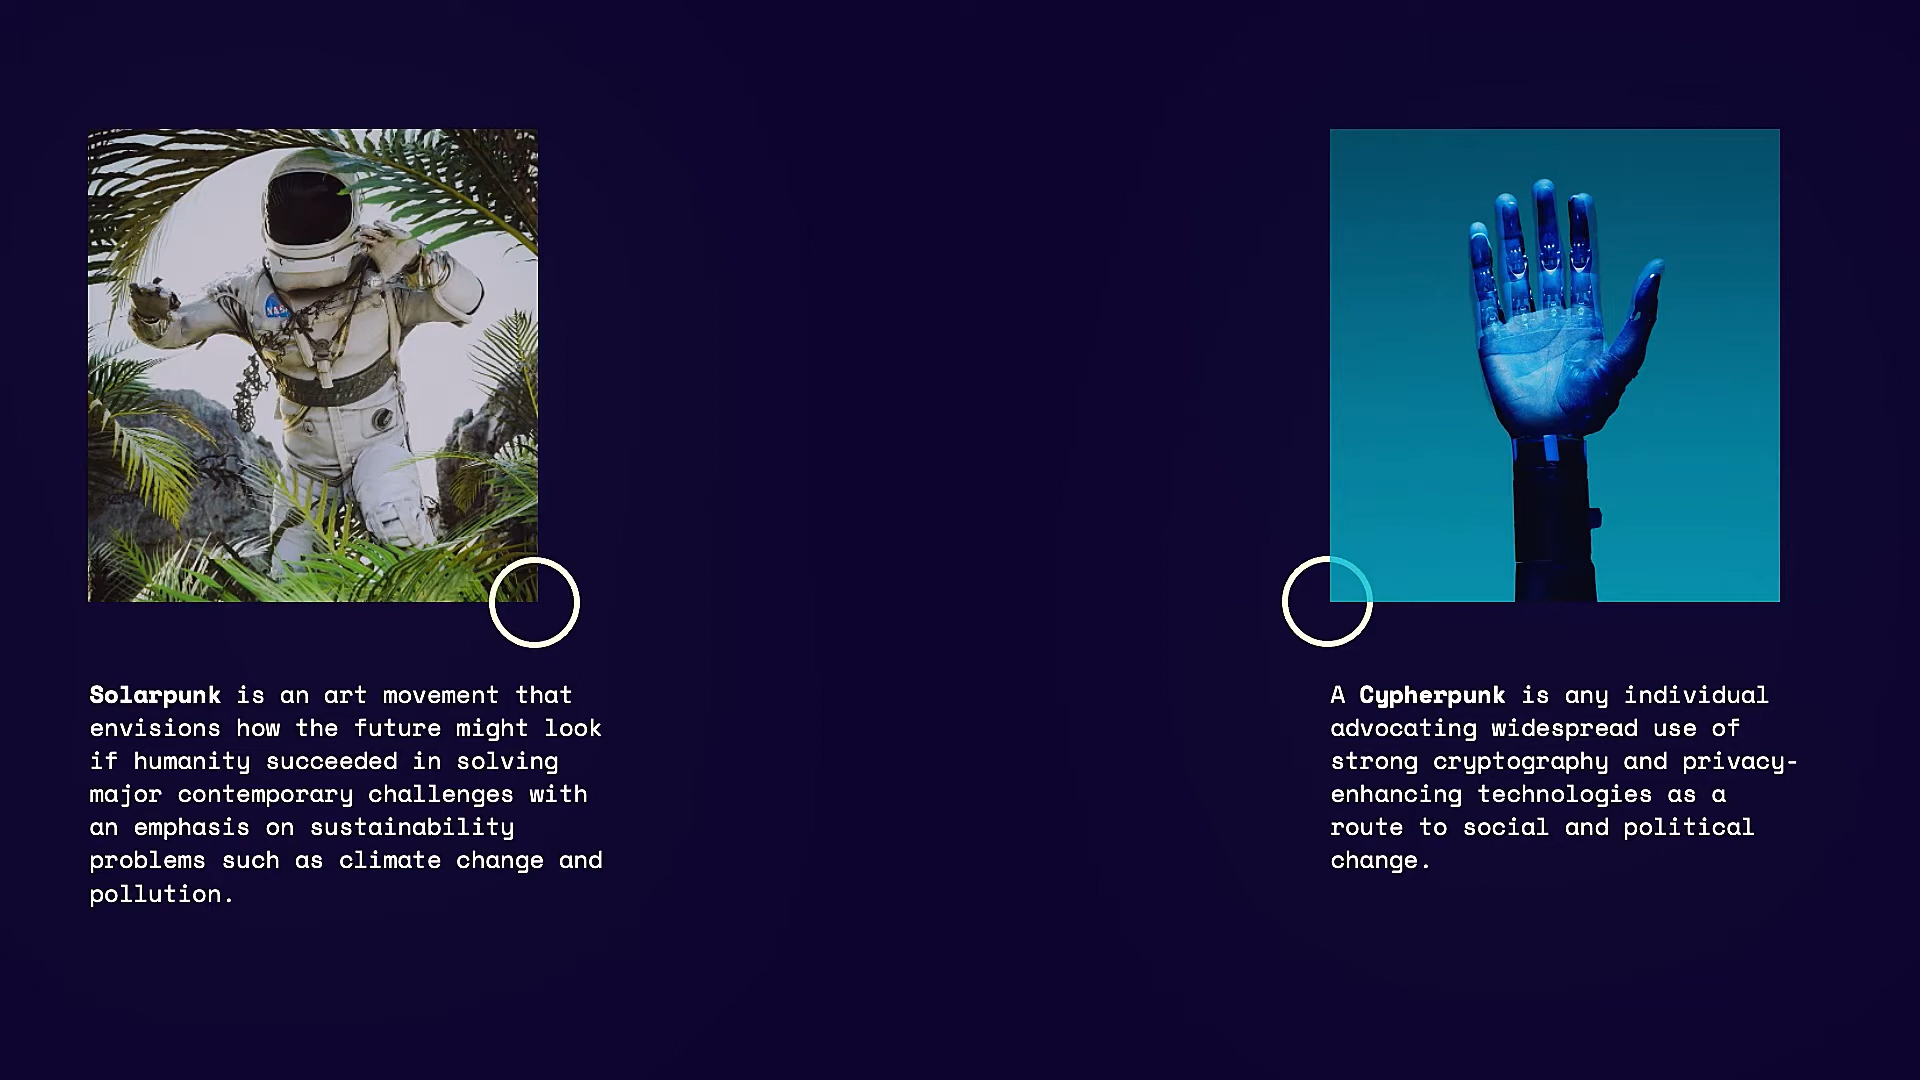 NASA
Solarpunk is an art movement that
envisions how the future might look
if humanity succeeded in solving
major contemporary challenges with
an emphasis on sustainability
problems such as climate change and
pollution.
A Cypherpunk is any individual
advocating widespread use of
strong cryptography and privacy-
enhancing technologies as a
route to social and political
change.